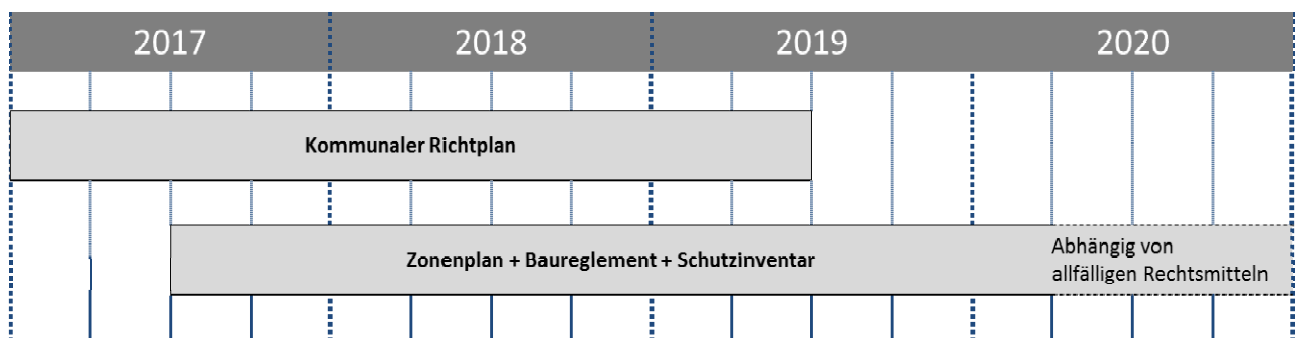 2017 2018 2019 2020
Kommunaler Richtplan
Zonenplan + Baureglement + Schutzinventar
Abhängig von
allfälligen Rechtsmitteln